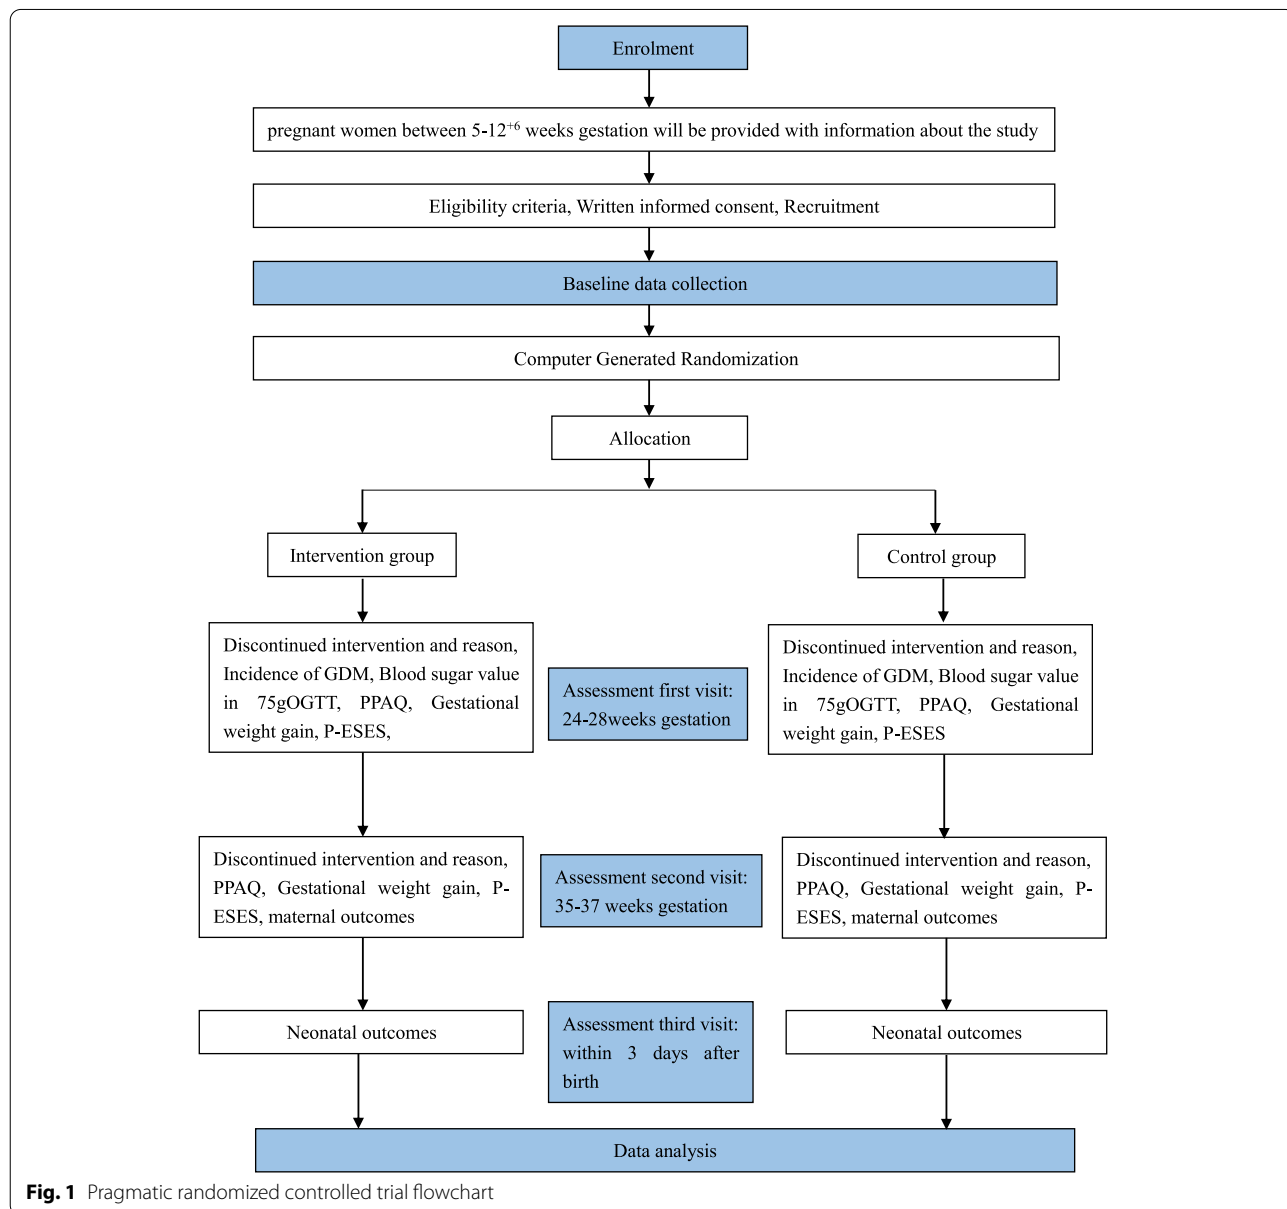 Enrolment
pregnant women between 5-12⁺⁶ weeks gestation will be provided with information about the study
Eligibility criteria, Written informed consent, Recruitment
Baseline data collection
Computer Generated Randomization
Allocation
Intervention group
Control group
Discontinued intervention and reason,
Incidence of GDM, Blood sugar value
in 75gOGTT, PPAQ, Gestational
weight gain, P-ESES,
Assessment first visit:
24-28weeks gestation
Discontinued intervention and reason,
Incidence of GDM, Blood sugar value
in 75gOGTT, PPAQ, Gestational
weight gain, P-ESES
Discontinued intervention and reason,
PPAQ, Gestational weight gain, P-
ESES, maternal outcomes
Assessment second visit:
35-37 weeks gestation
Discontinued intervention and reason,
PPAQ, Gestational weight gain, P-
ESES, maternal outcomes
Neonatal outcomes
Assessment third visit:
within 3 days after
birth
Neonatal outcomes
Data analysis
Fig. 1 Pragmatic randomized controlled trial flowchart